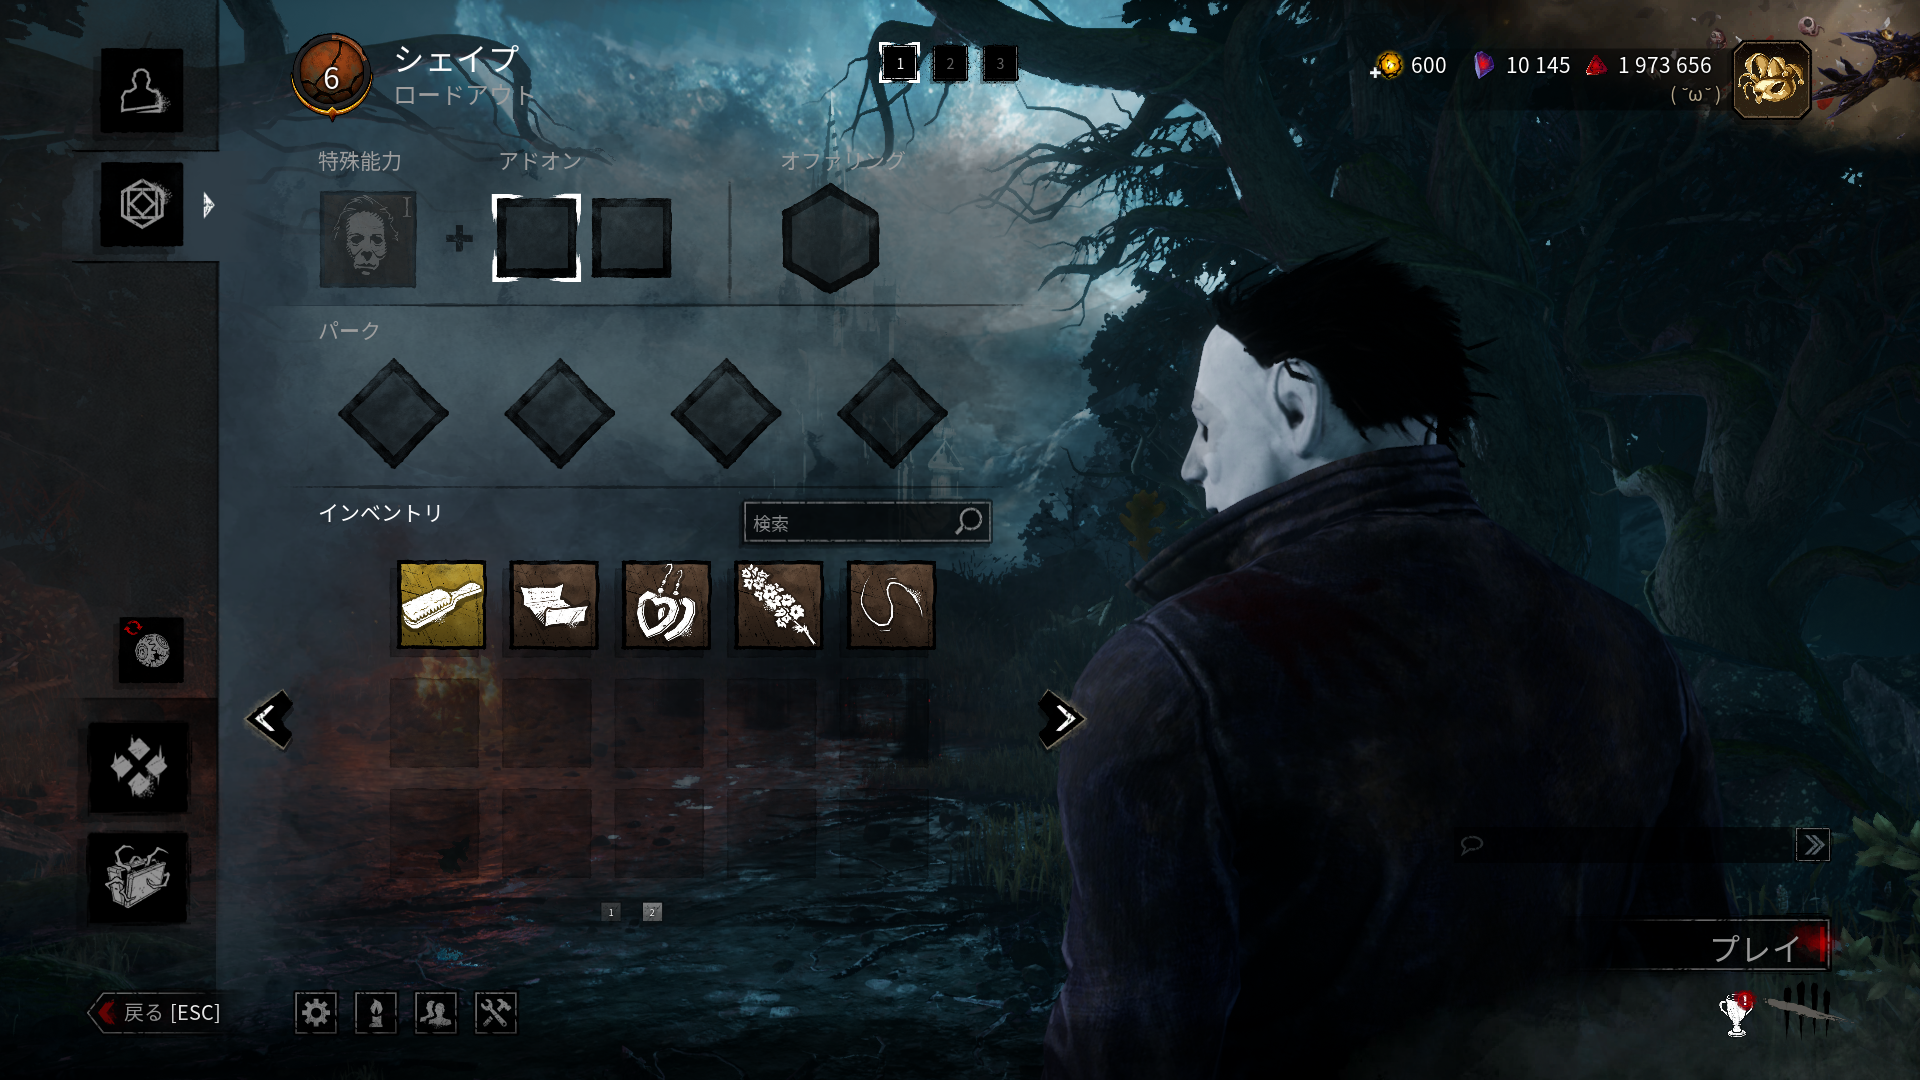 6
シェイプ
ロードアウト
1 2 3
600 10 145 1 973 656
( ˘ω˘ )
特殊能力 アドオン オファリング
I
パーク
インベントリ
検索
1 2
プレイ
戻る [ESC]